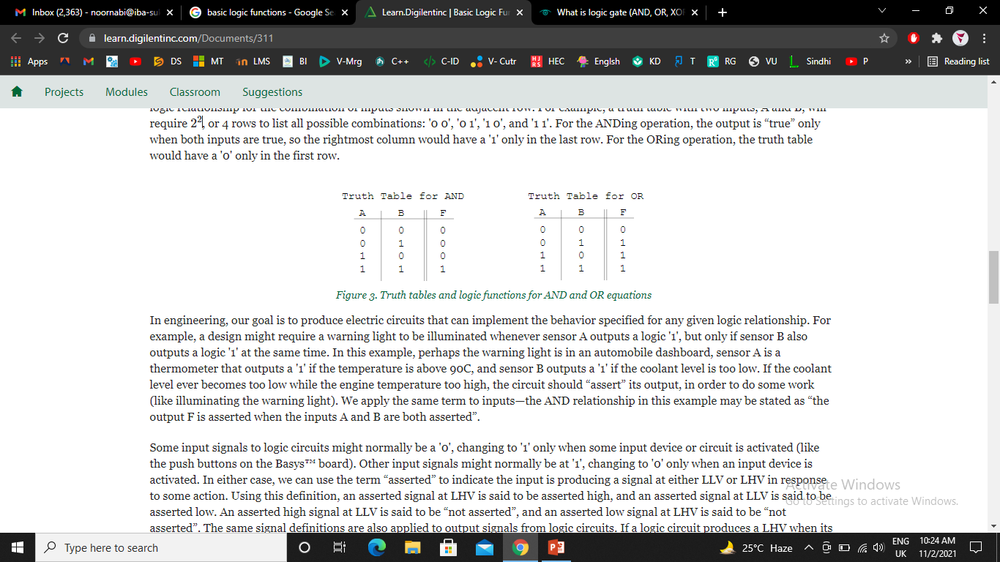 Inbox (2,363) - noornabi@iba-su
basic logic functions - Google Se
Learn.Digilentinc | Basic Logic Fu
What is logic gate (AND, OR, XO
learn.digilentinc.com/Documents/311
Apps
DS
MT
LMS
BI
V-Mrg
C++
C-ID
V- Cutr
HEC
Englsh
KD
T
RG
VU
Sindhi
P
»
Reading list
Projects
Modules
Classroom
Suggestions
logic relationship for the combination of inputs shown in the adjacent row. For example, a truth table with two inputs, A and B, will
require 2², or 4 rows to list all possible combinations: '0 0', '0 1', '1 0', and '1 1'. For the ANDing operation, the output is “true” only
when both inputs are true, so the rightmost column would have a '1' only in the last row. For the ORing operation, the truth table
would have a '0' only in the first row.
Truth Table for AND
A B F
0 0 0
0 1 0
1 0 0
1 1 1
Truth Table for OR
A B F
0 0 0
0 1 1
1 0 1
1 1 1
Figure 3. Truth tables and logic functions for AND and OR equations
In engineering, our goal is to produce electric circuits that can implement the behavior specified for any given logic relationship. For
example, a design might require a warning light to be illuminated whenever sensor A outputs a logic '1', but only if sensor B also
outputs a logic '1' at the same time. In this example, perhaps the warning light is in an automobile dashboard, sensor A is a
thermometer that outputs a '1' if the temperature is above 90C, and sensor B outputs a '1' if the coolant level is too low. If the coolant
level ever becomes too low while the engine temperature too high, the circuit should “assert” its output, in order to do some work
(like illuminating the warning light). We apply the same term to inputs—the AND relationship in this example may be stated as “the
output F is asserted when the inputs A and B are both asserted”.
Some input signals to logic circuits might normally be a '0', changing to '1' only when some input device or circuit is activated (like
the push buttons on the Basys™ board). Other input signals might normally be at '1', changing to '0' only when an input device is
activated. In either case, we can use the term “asserted” to indicate the input is producing a signal at either LLV or LHV in response
to some action. Using this definition, an asserted signal at LHV is said to be asserted high, and an asserted signal at LLV is said to be
asserted low. An asserted high signal at LLV is said to be “not asserted”, and an asserted low signal at LHV is said to be “not
asserted”. The same signal definitions are also applied to output signals from logic circuits. If a logic circuit produces a LHV when its
Activate Windows
Go to Settings to activate Windows.
Type here to search
25°C Haze
ENG
UK
10:24 AM
11/2/2021